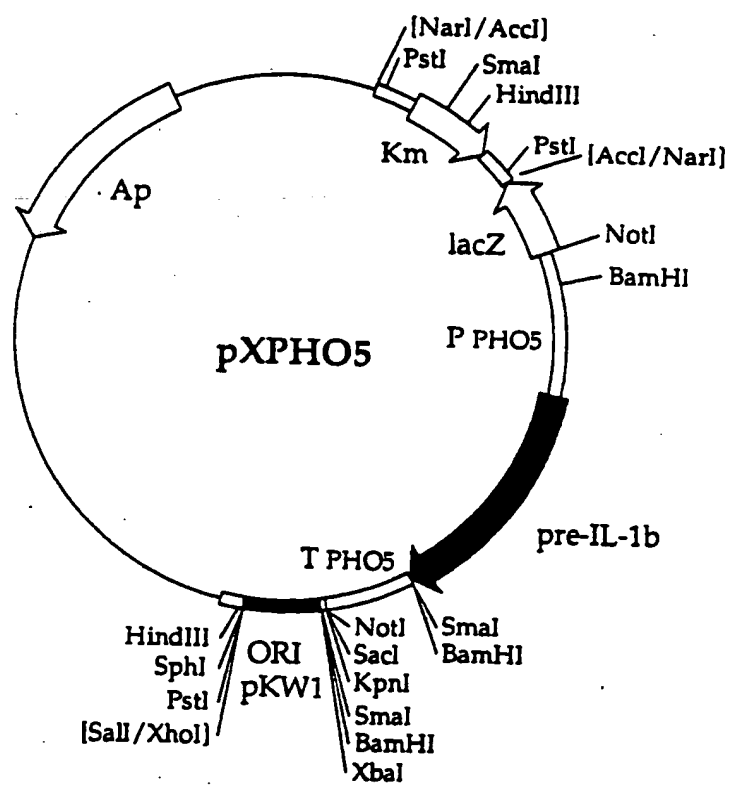 [NarI/AccI]
PstI
SmaI
HindIII
Km
PstI
[AccI/NarI]
Ap
lacZ
NotI
BamHI
P PHO5
pXPHO5
pre-IL-1b
T PHO5
HindIII
SphI
PstI
[SalI/XhoI]
ORI
pKW1
NotI
SacI
KpnI
SmaI
BamHI
XbaI
SmaI
BamHI